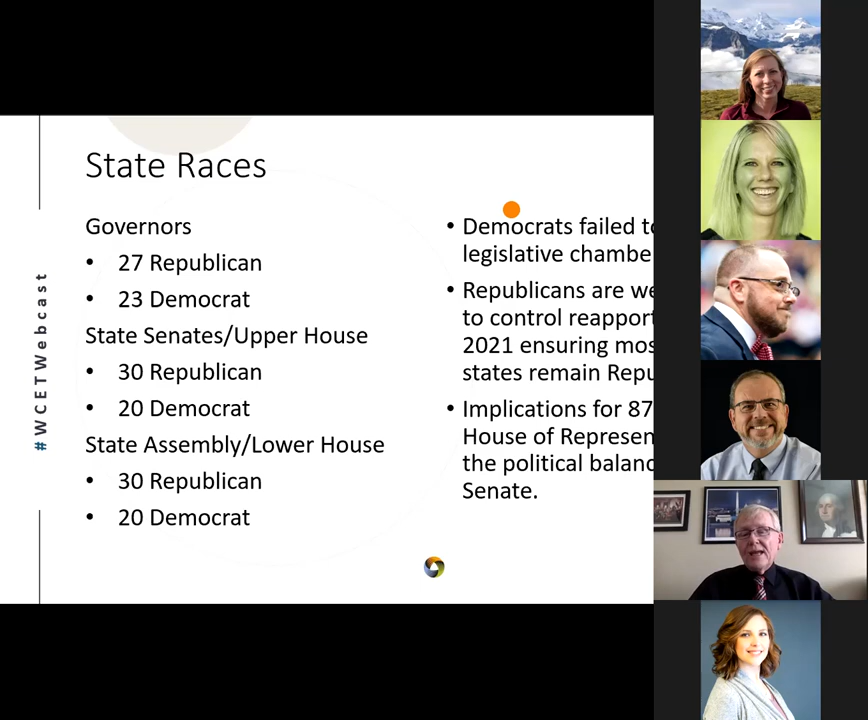 State Races
Governors
• 27 Republican
• 23 Democrat
State Senates/Upper House
• 30 Republican
• 20 Democrat
State Assembly/Lower House
• 30 Republican
• 20 Democrat
• Democrats failed
legislative
• Republicans are
to control
2021 ensuring
states remain
• Implications for 87
House of
the political
Senate.
#WCETWebcast